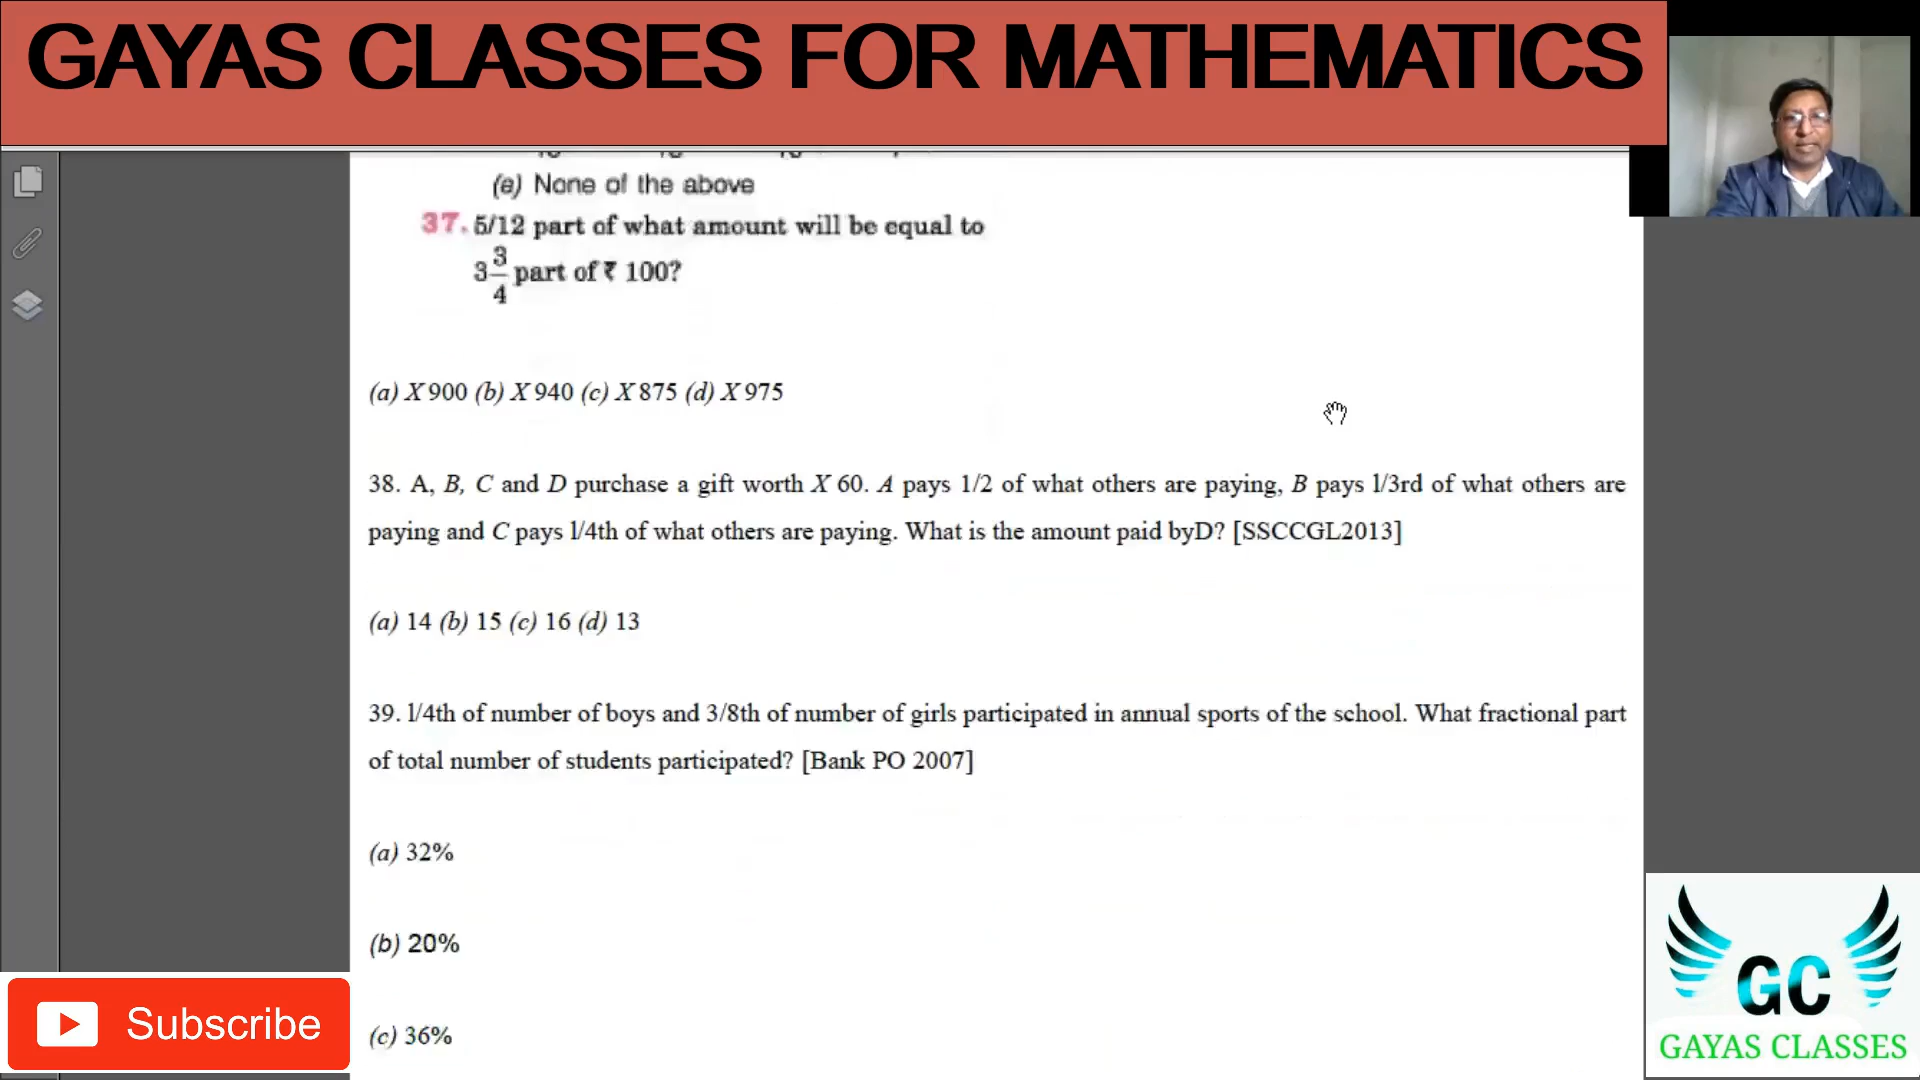 GAYAS CLASSES FOR MATHEMATICS
(e) None of the above
37. 5/12 part of what amount will be equal to
3 3/4 part of ₹ 100?
(a) X 900 (b) X 940 (c) X 875 (d) X 975
38. A, B, C and D purchase a gift worth X 60. A pays 1/2 of what others are paying, B pays l/3rd of what others are
paying and C pays l/4th of what others are paying. What is the amount paid byD? [SSCCGL2013]
(a) 14 (b) 15 (c) 16 (d) 13
39. l/4th of number of boys and 3/8th of number of girls participated in annual sports of the school. What fractional part
of total number of students participated? [Bank PO 2007]
(a) 32%
(b) 20%
(c) 36%
Subscribe
GC
GAYAS CLASSES